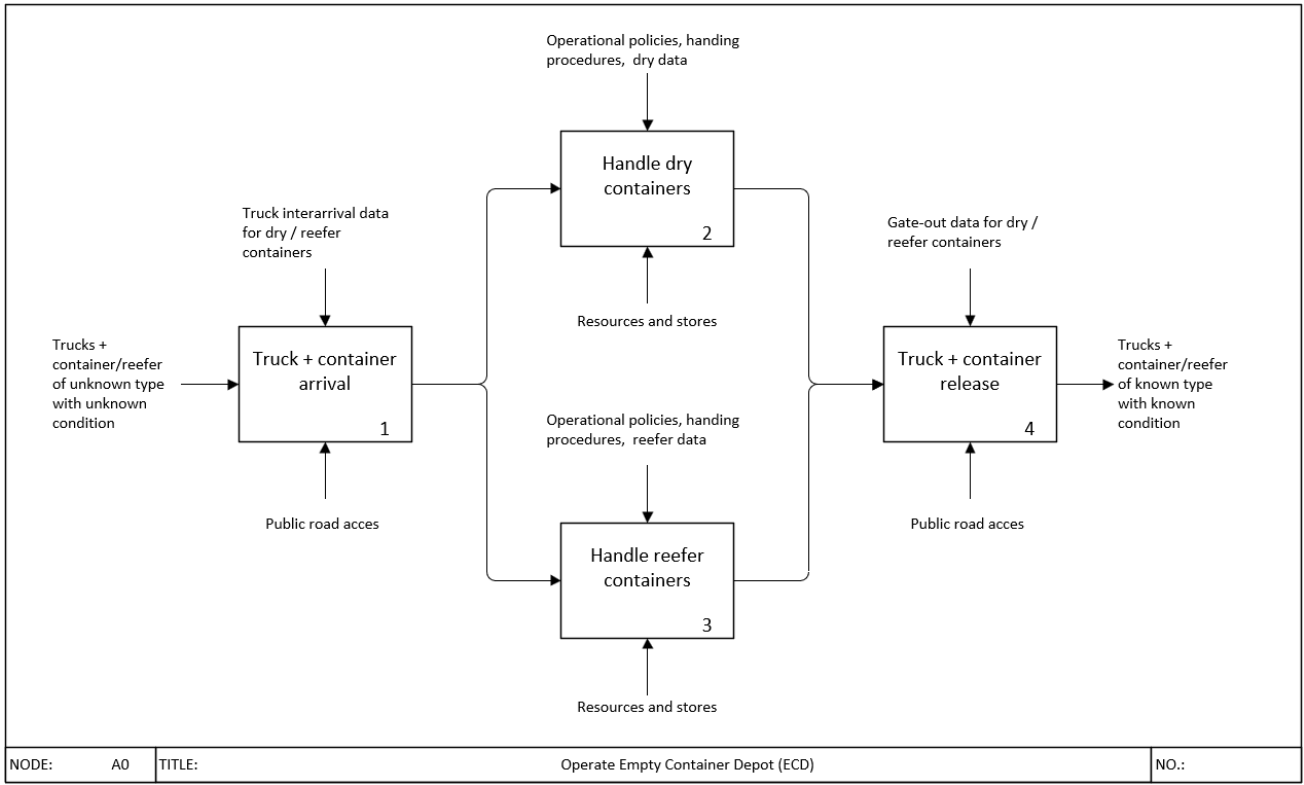 Operational policies, handing
procedures,  dry data
Handle dry
containers
2
Resources and stores
Truck interarrival data
for dry / reefer
containers
Trucks +
container/reefer
of unknown type
with unknown
condition
Truck + container
arrival
1
Public road acces
Operational policies, handing
procedures,  reefer data
Handle reefer
containers
3
Resources and stores
Gate-out data for dry /
reefer containers
Truck + container
release
4
Public road acces
Trucks +
container/reefer
of known type
with known
condition
NODE: A0 TITLE: Operate Empty Container Depot (ECD) NO.: